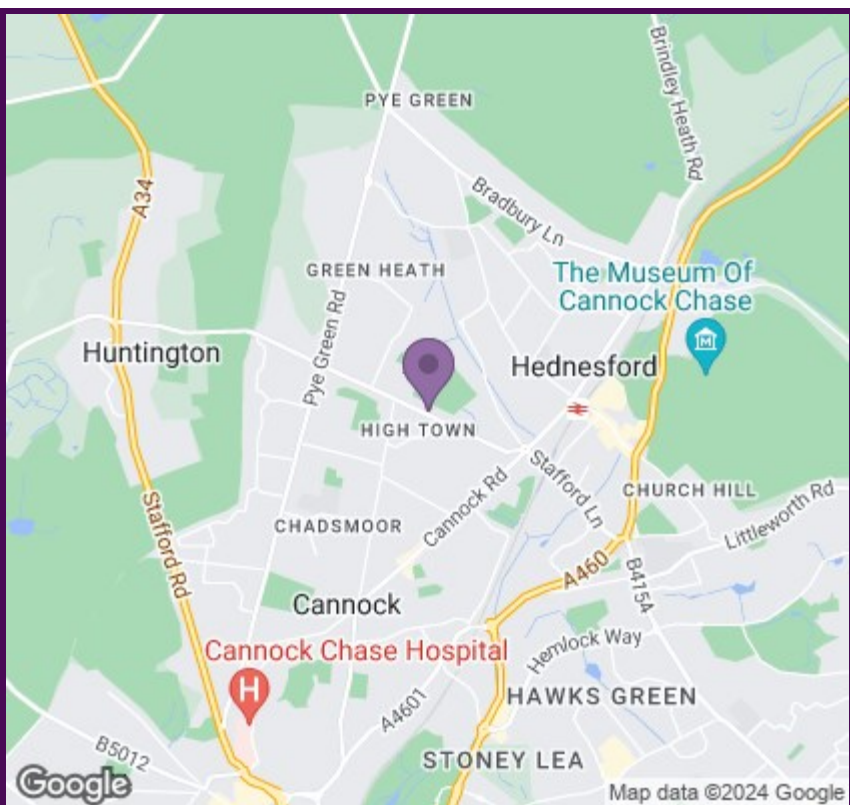 Brindley Heath Rd
PYE GREEN
A34
Bradbury Ln
GREEN HEATH
The Museum Of
Cannock Chase
M
Huntington
Pye Green Rd
Hednesford
HIGH TOWN
Stafford Ln
CHURCH HILL
Cannock Rd
Littleworth Rd
CHADSMOOR
Stafford Rd
A460
B4154
Cannock
Hemlock Way
Cannock Chase Hospital
H
A4601
HAWKS GREEN
B5012
STONEY LEA
Google
Map data ©2024 Google